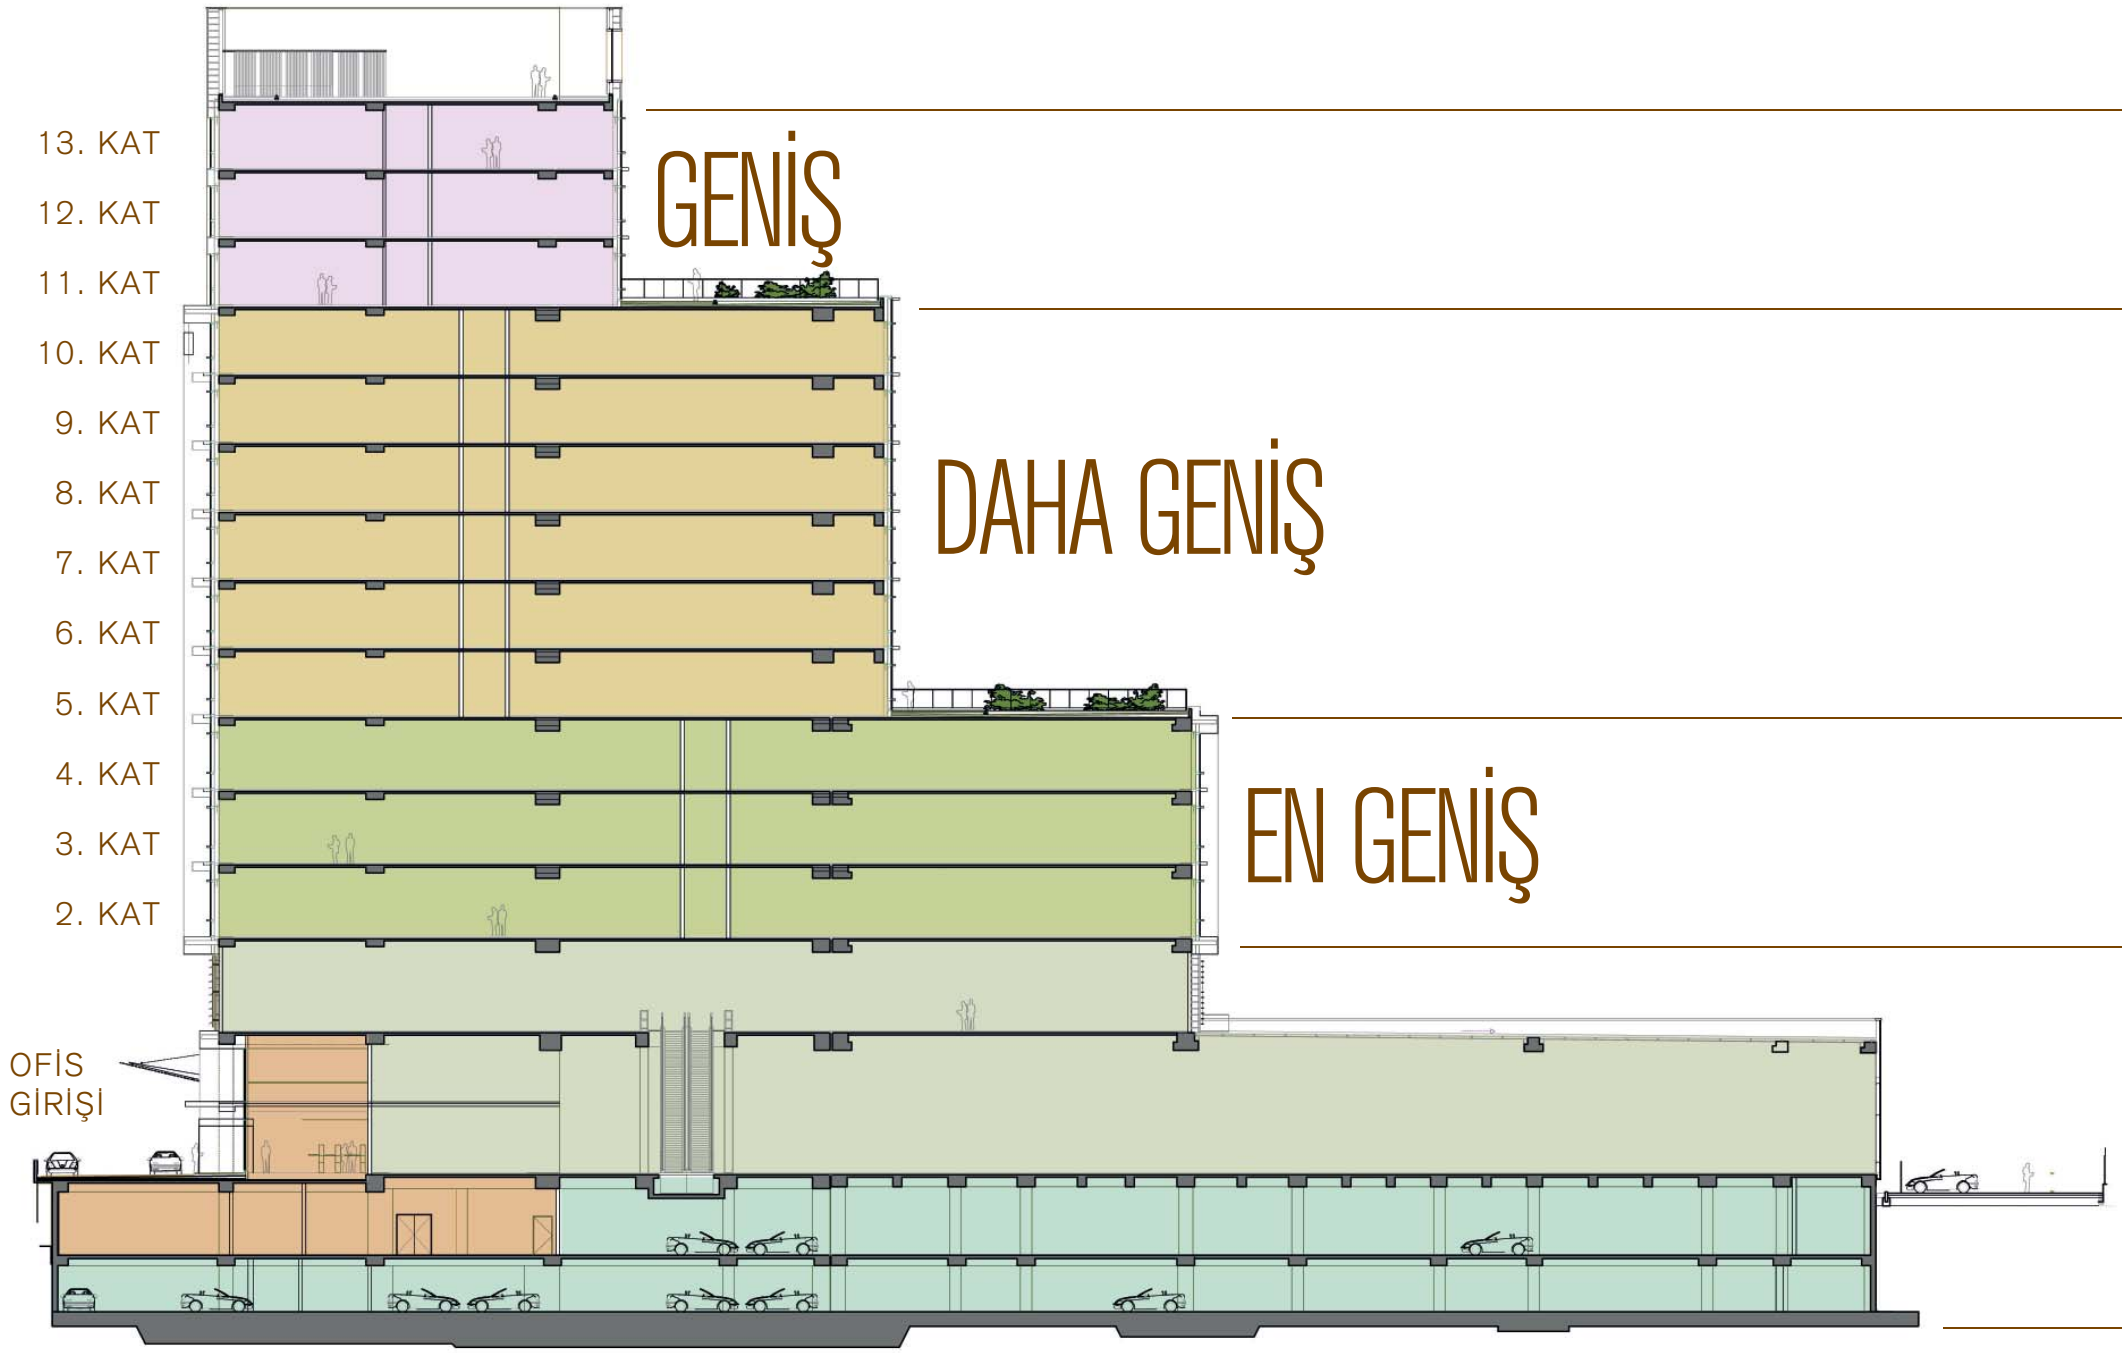 13. KAT
12. KAT
11. KAT
10. KAT
9. KAT
8. KAT
7. KAT
6. KAT
5. KAT
4. KAT
3. KAT
2. KAT
OFİS
GİRİŞİ
GENİŞ
DAHA GENİŞ
EN GENİŞ